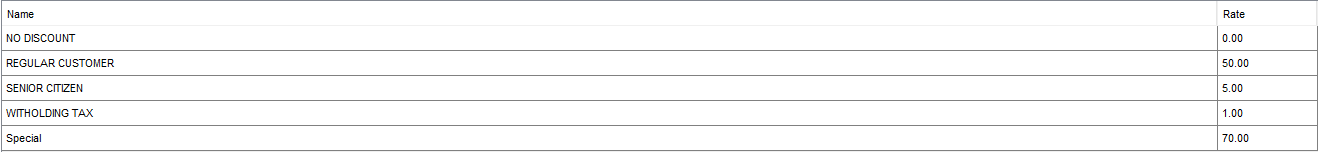 Name Rate
NO DISCOUNT 0.00
REGULAR CUSTOMER 50.00
SENIOR CITIZEN 5.00
WITHOLDING TAX 1.00
Special 70.00